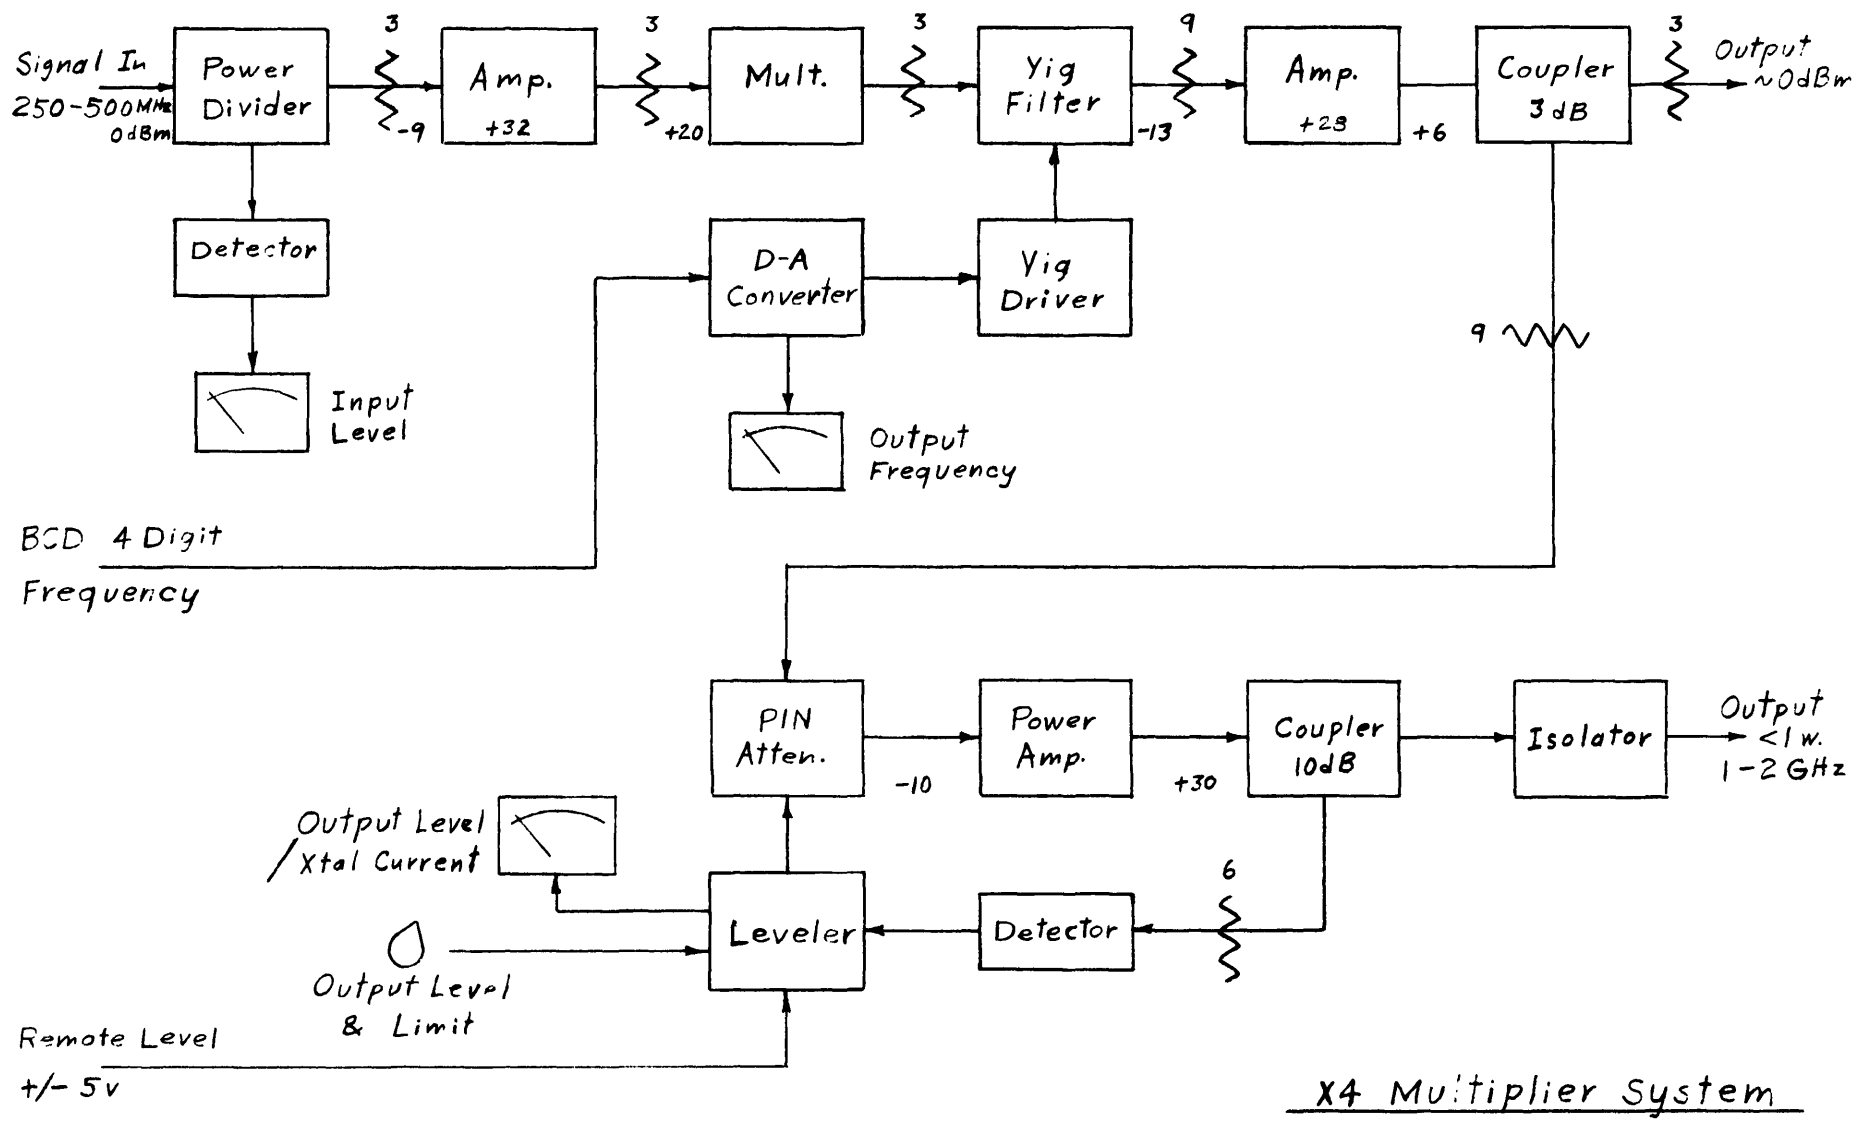 3
3
3
9
3
Signal In
250-500MHz
0dBm
Power
Divider
-9
Amp.
+32
+20
Mult.
Yig
Filter
-13
Amp.
+6
Coupler
3dB
Output
~0dBm
Detector
D-A
Converter
Yig
Driver
9
Input
Level
Output
Frequency
BCD 4 Digit
Frequency
PIN
Atten.
-10
Power
Amp.
+30
Coupler
10dB
Isolator
Output
<1w.
1-2GHz
Output Level
/Xtal Current
6
Leveler
Detector
Output Level
& Limit
Remote Level
+/- 5v
X4 Multiplier System